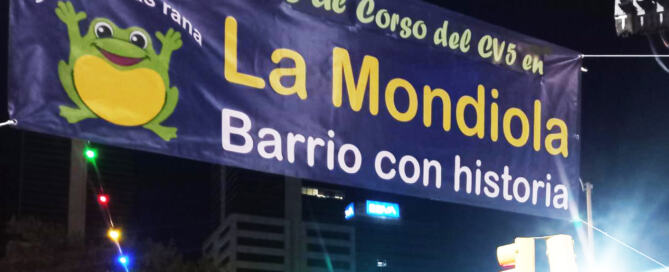 rana
de Corso del CV5 en
La Mondiola
Barrio con historia
BBVA